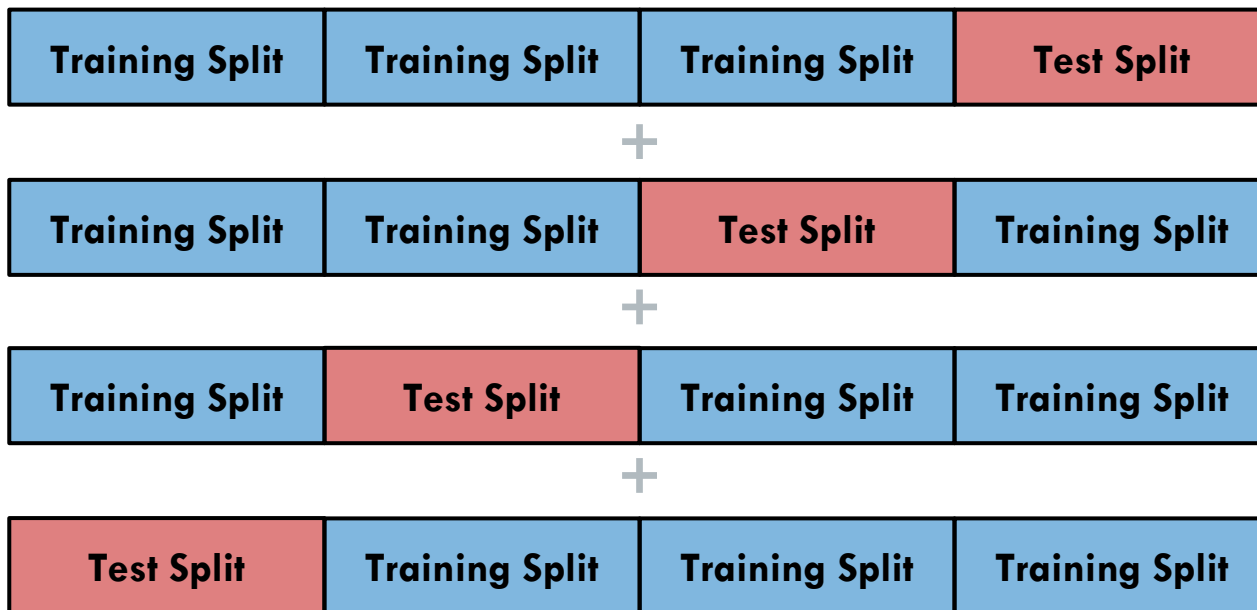 Training Split Training Split Training Split Test Split
+
Training Split Training Split Test Split Training Split
+
Training Split Test Split Training Split Training Split
+
Test Split Training Split Training Split Training Split